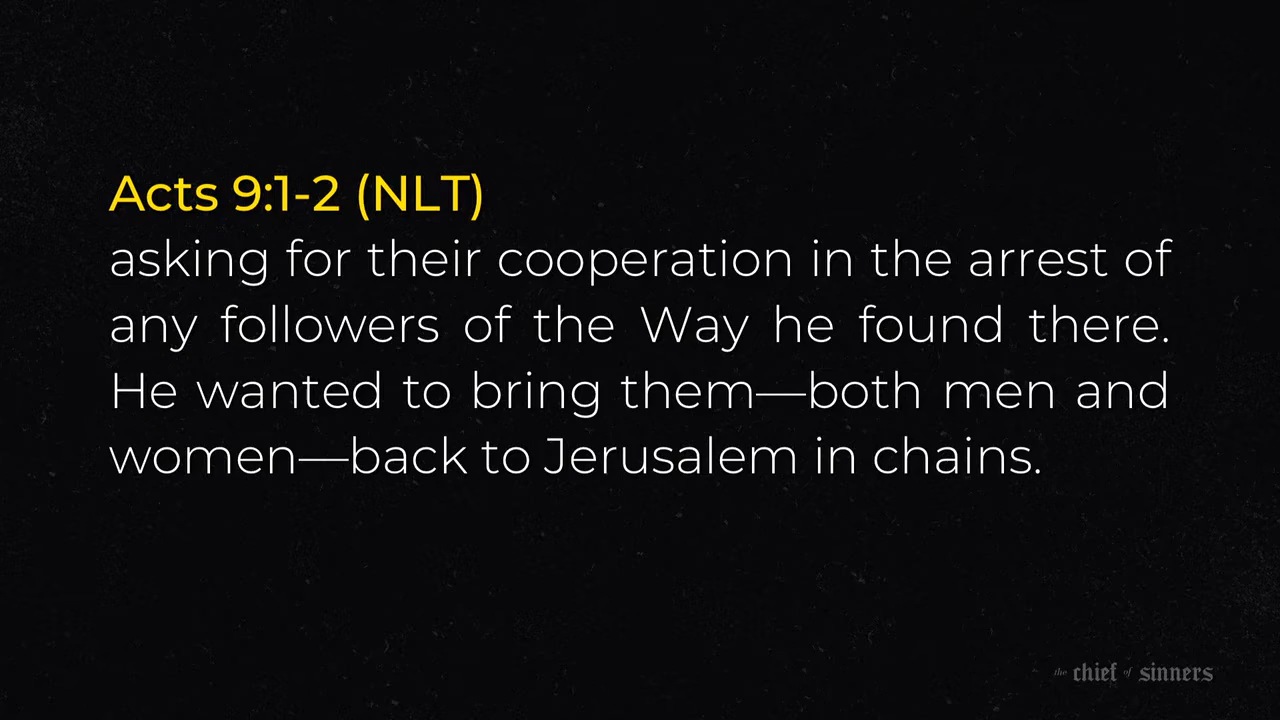 Acts 9:1-2 (NLT)
asking for their cooperation in the arrest of
any followers of the Way he found there.
He wanted to bring them—both men and
women—back to Jerusalem in chains.
the chief of sinners